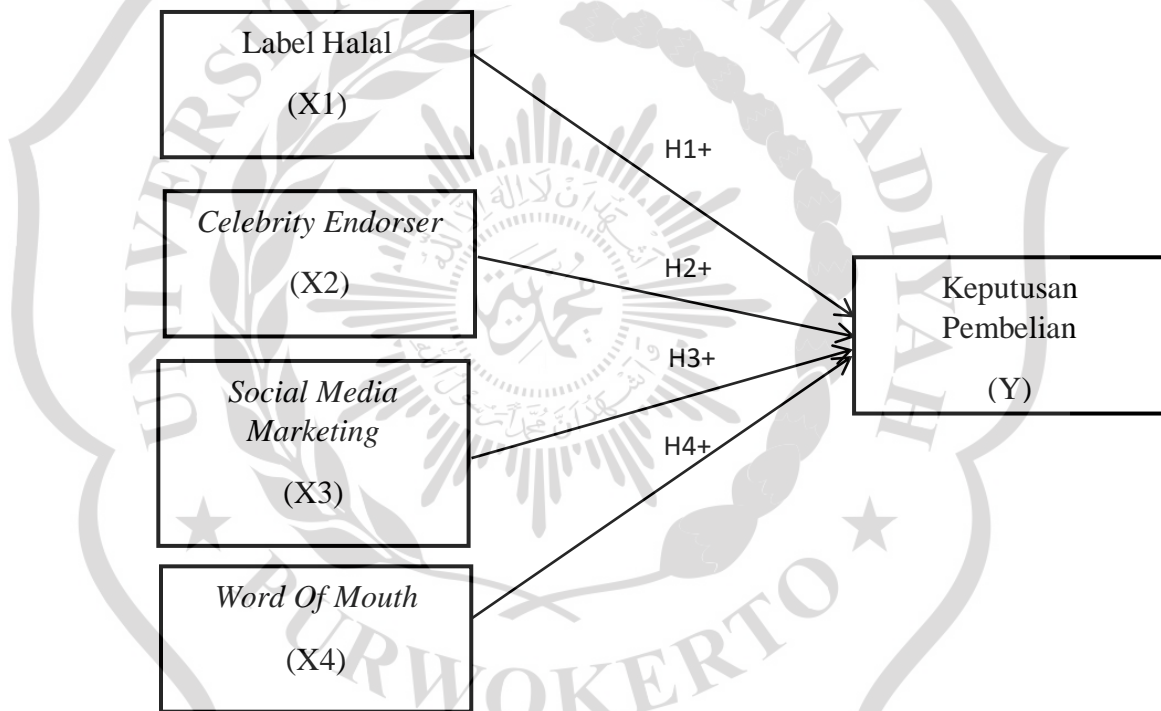 Label Halal
(X1)
H1+
Celebrity Endorser
(X2)
H2+
Social Media
Marketing
(X3)
H3+
Word Of Mouth
(X4)
H4+
Keputusan
Pembelian
(Y)
PURWOKERTO